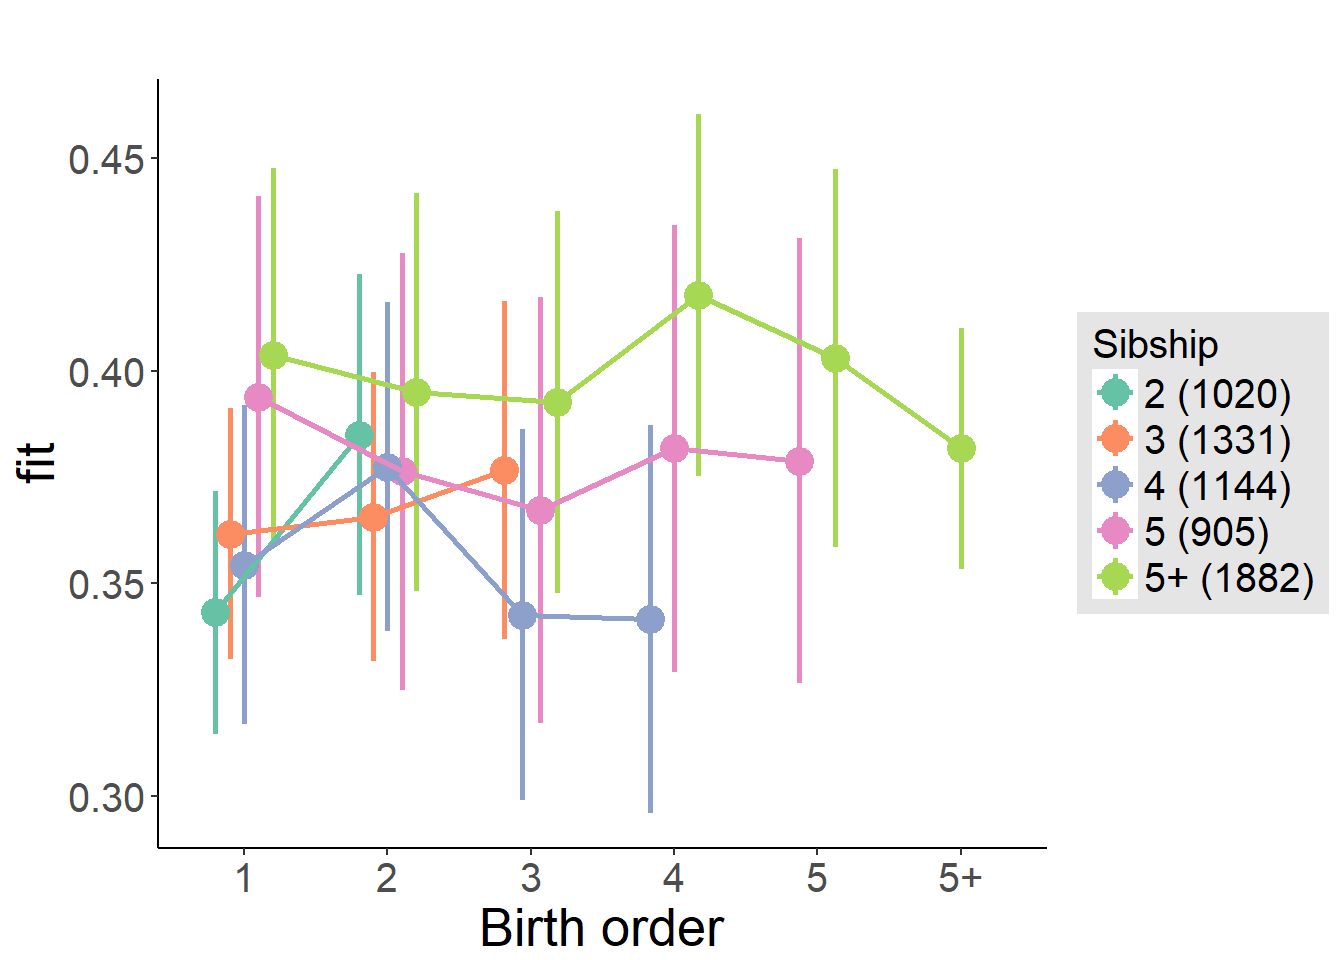 0.45
0.40
0.35
0.30
fit
1 2 3 4 5 5+
Birth order
Sibship
2 (1020)
3 (1331)
4 (1144)
5 (905)
5+ (1882)